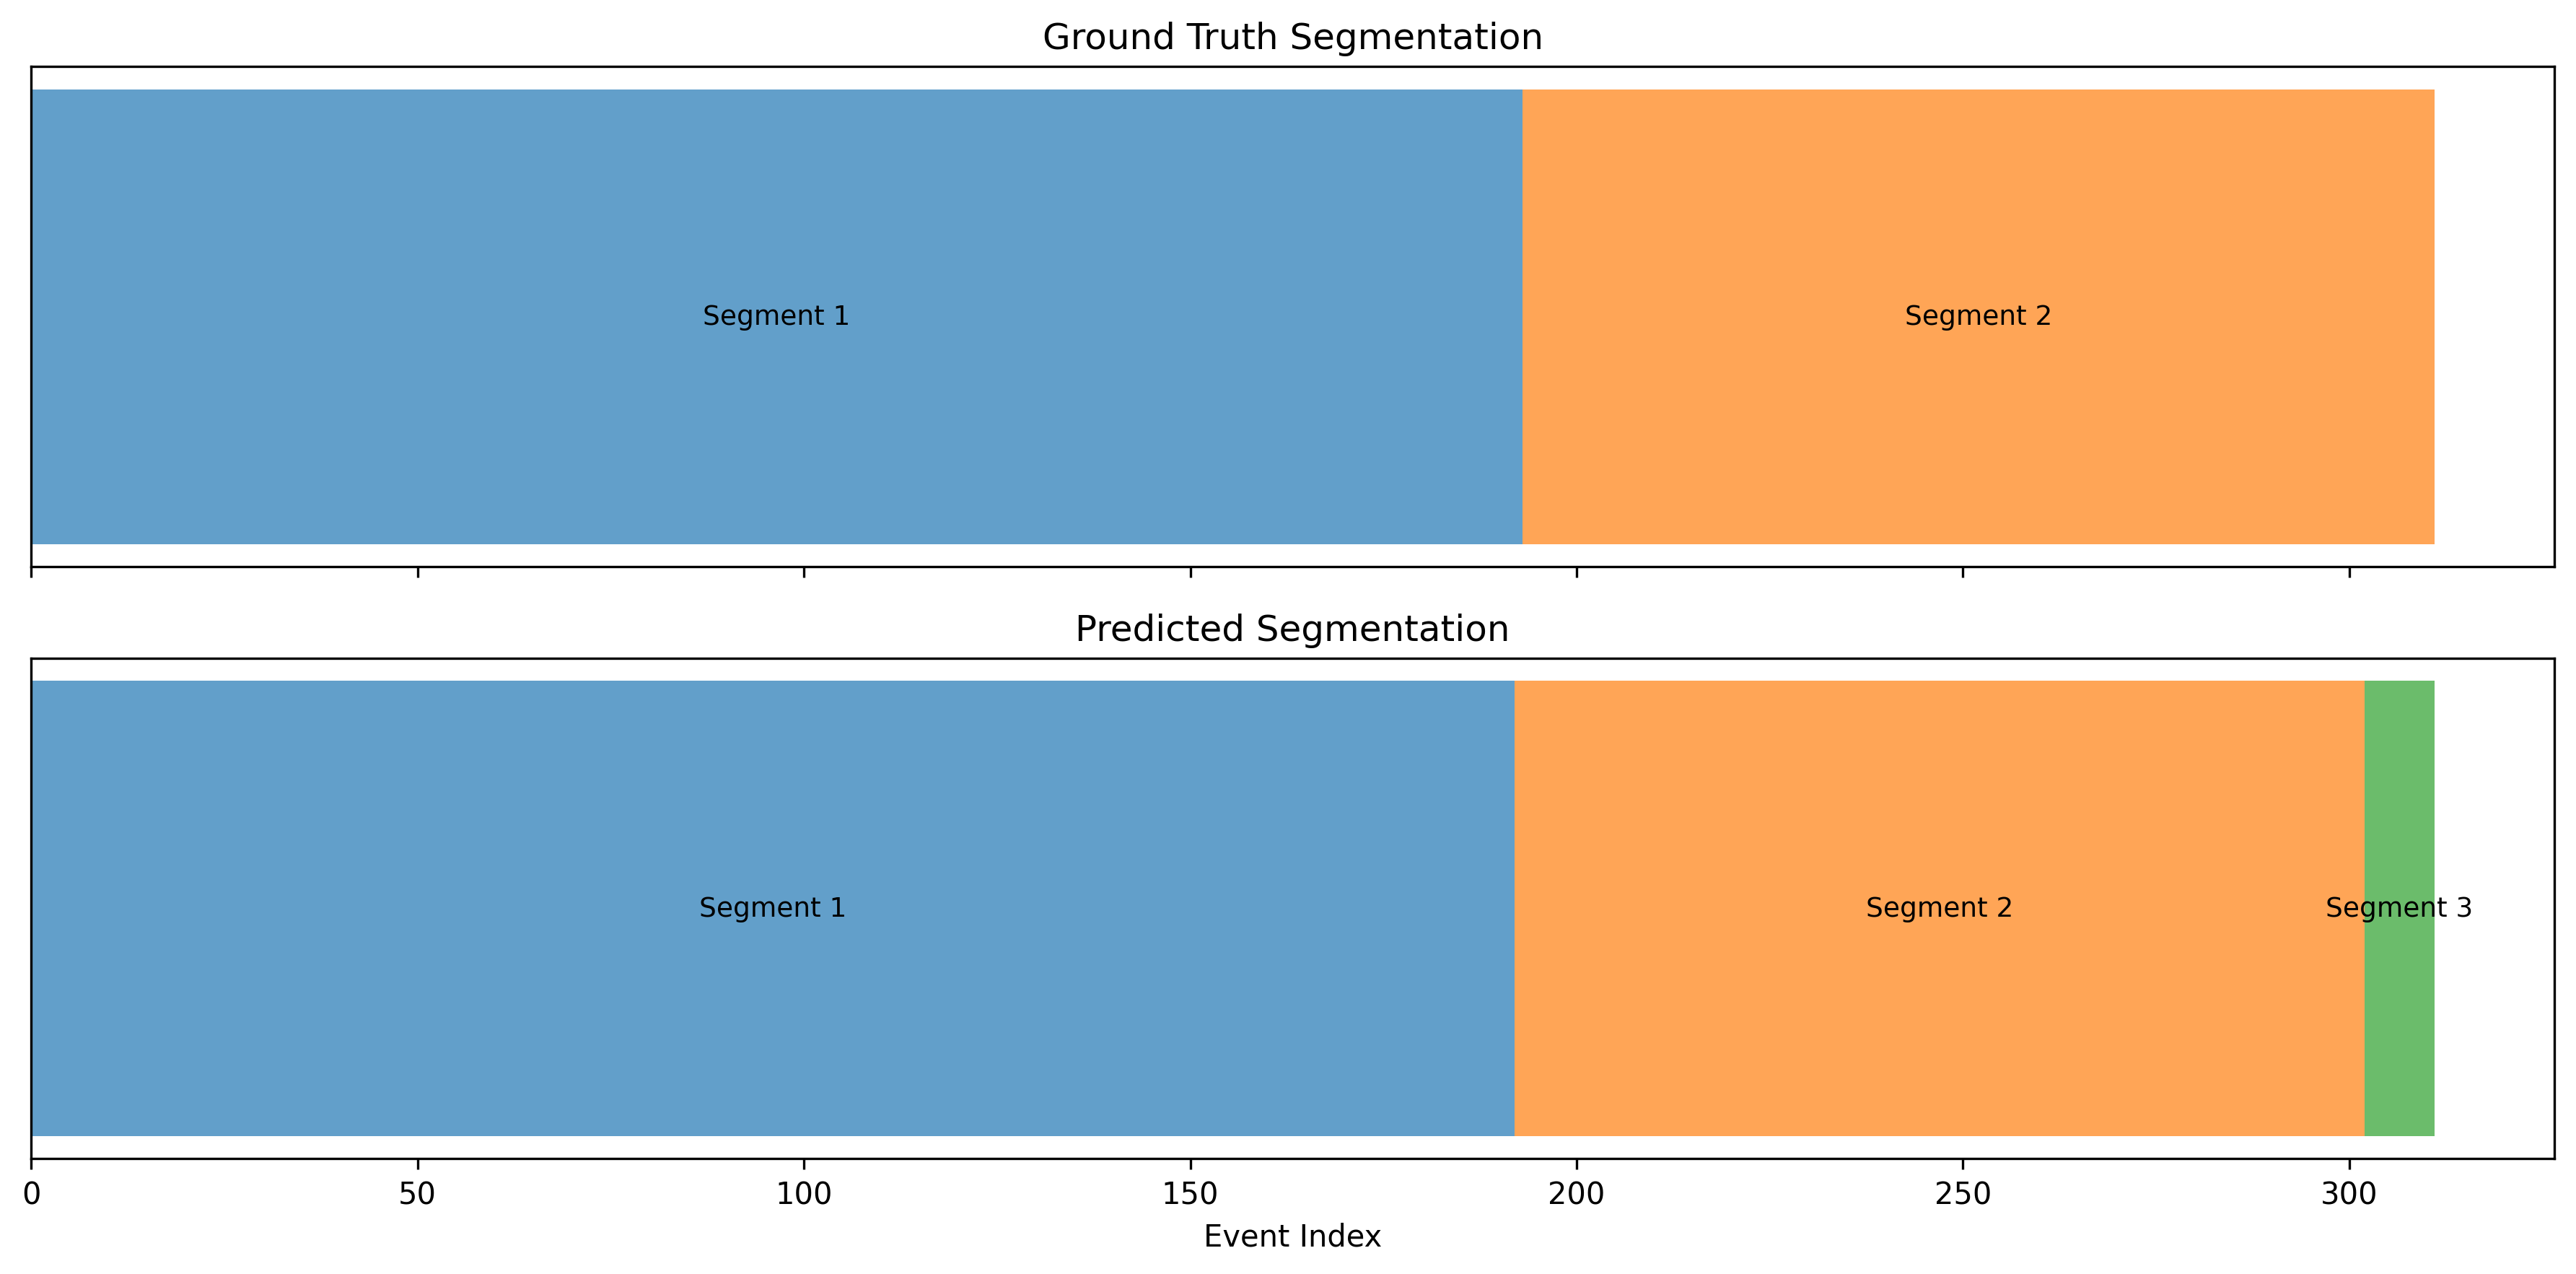 Ground Truth Segmentation
Segment 1
Segment 2
Predicted Segmentation
Segment 1
Segment 2
Segment 3
0
50
100
150
200
250
300
Event Index